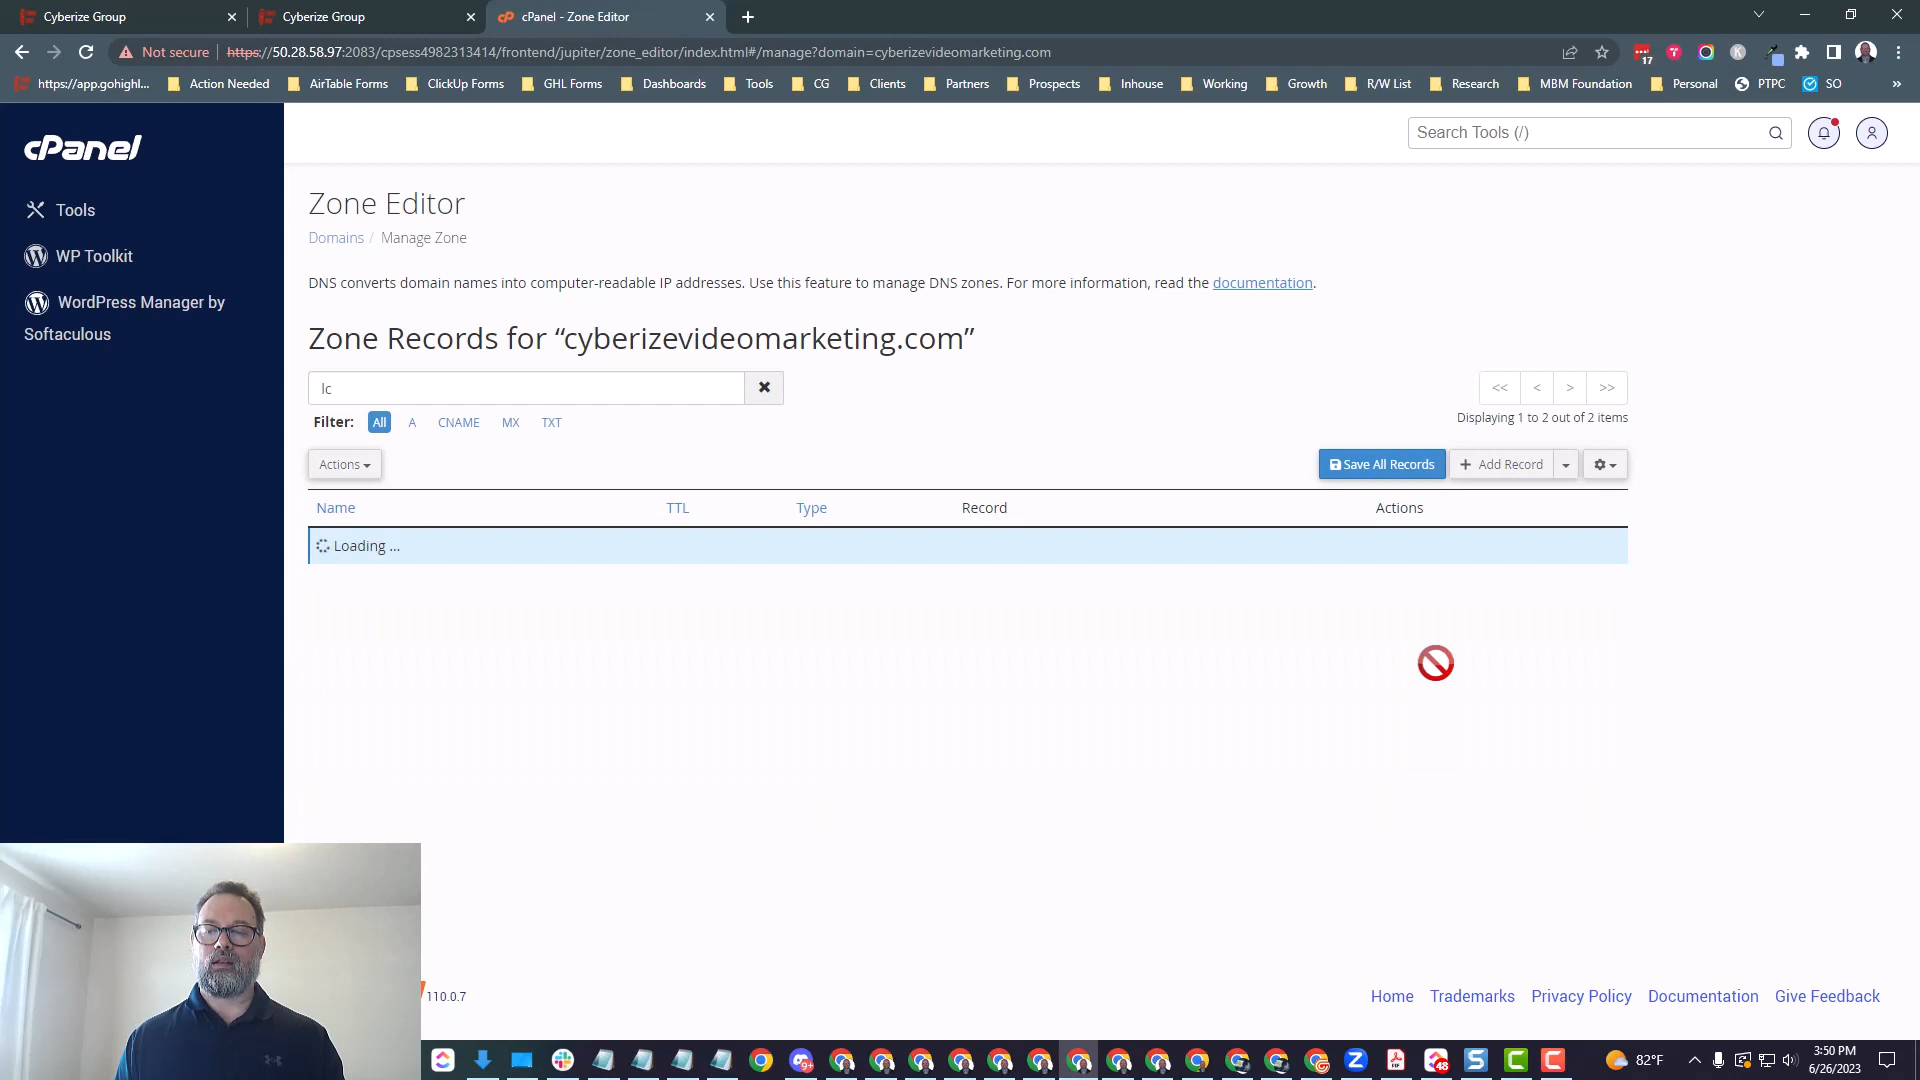 Cyberize Group
Cyberize Group
cPanel - Zone Editor
Not secure
https://50.28.58.97:2083/cpsess4982313414/frontend/jupiter/zone_editor/index.html#/manage?domain=cyberizevideomarketing.com
17
https://app.gohighl...
Action Needed
AirTable Forms
ClickUp Forms
GHL Forms
Dashboards
Tools
CG
Clients
Partners
Prospects
Inhouse
Working
Growth
R/W List
Research
MBM Foundation
Personal
PTPC
SO
»
cPanel
Search Tools (/)
Tools
WP Toolkit
WordPress Manager by
Softaculous
Zone Editor
Domains / Manage Zone
DNS converts domain names into computer-readable IP addresses. Use this feature to manage DNS zones. For more information, read the documentation.
Zone Records for “cyberizevideomarketing.com”
lc
<< < > >>
Filter: All A CNAME MX TXT
Displaying 1 to 2 out of 2 items
Actions
Save All Records
+ Add Record
Name TTL Type Record Actions
Loading ...
110.0.7
Home Trademarks Privacy Policy Documentation Give Feedback
9+
48
82°F
3:50 PM
6/26/2023